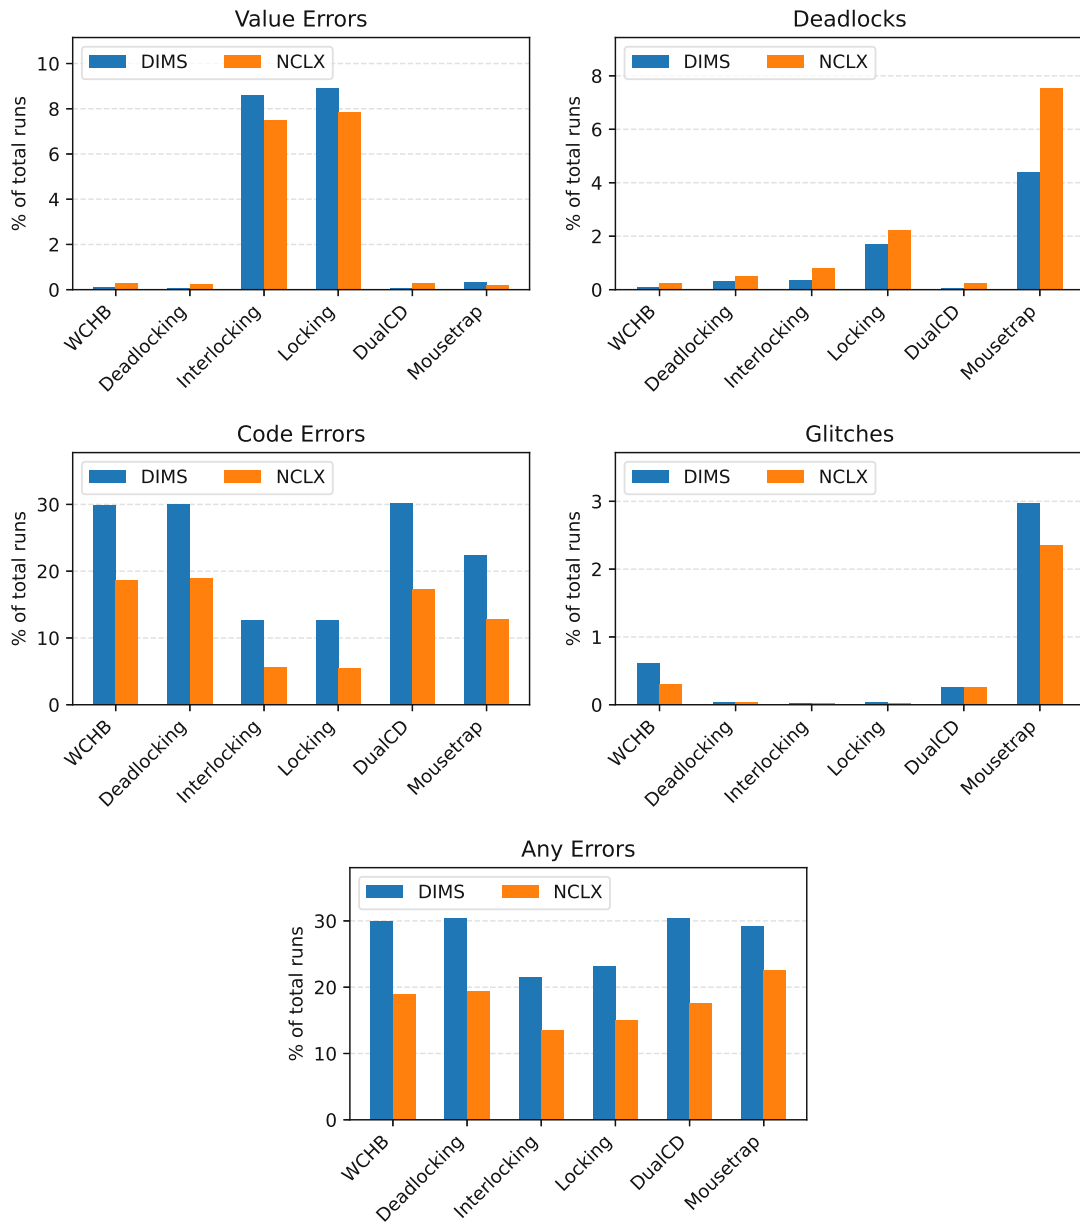 Value Errors
DIMS NCLX
% of total runs
10
8
6
4
2
0
WCHB Deadlocking Interlocking Locking DualCD Mousetrap
Deadlocks
DIMS NCLX
% of total runs
8
6
4
2
0
WCHB Deadlocking Interlocking Locking DualCD Mousetrap
Code Errors
DIMS NCLX
% of total runs
30
20
10
0
WCHB Deadlocking Interlocking Locking DualCD Mousetrap
Glitches
DIMS NCLX
% of total runs
3
2
1
0
WCHB Deadlocking Interlocking Locking DualCD Mousetrap
Any Errors
DIMS NCLX
% of total runs
30
20
10
0
WCHB Deadlocking Interlocking Locking DualCD Mousetrap